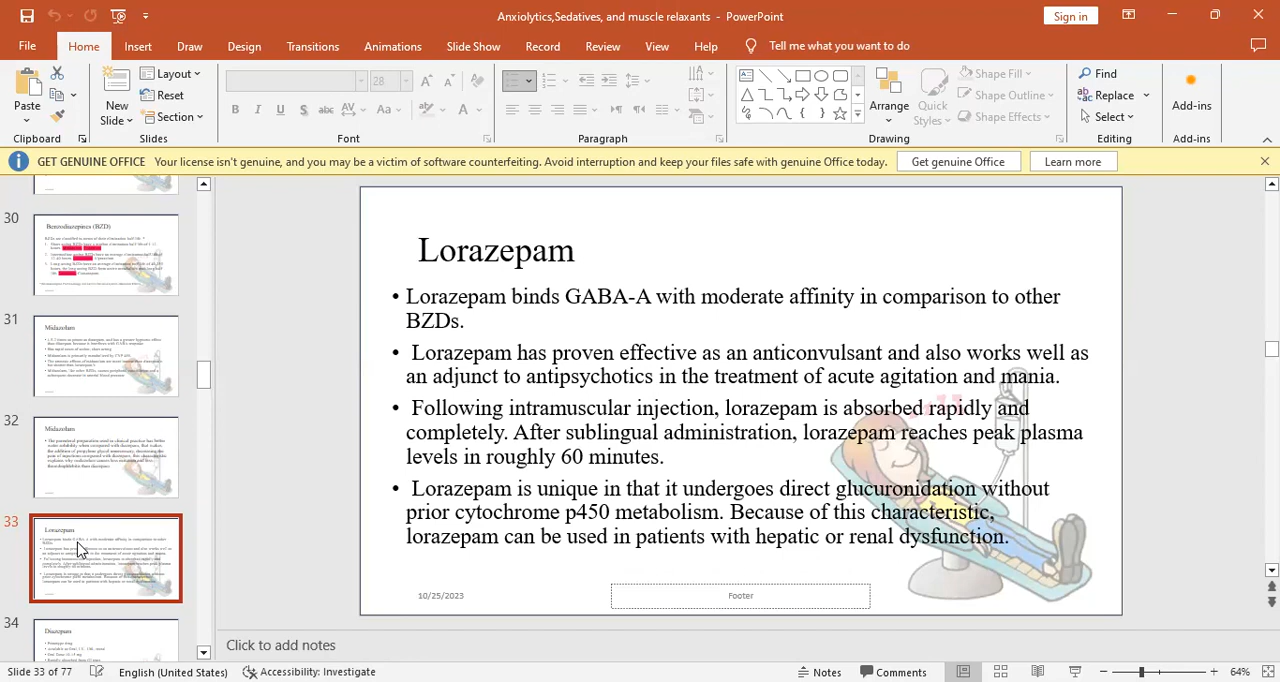 Anxiolytics,Sedatives, and muscle relaxants - PowerPoint
Sign in
File Home Insert Draw Design Transitions Animations Slide Show Record Review View Help Tell me what you want to do
Paste
Clipboard
New Slide
Layout
Reset
Section
Slides
28
B I U S abc AV Aa A
Font
Paragraph
Arrange
Quick Styles
Shape Fill
Shape Outline
Shape Effects
Drawing
Find
Replace
Select
Editing
Add-ins
Add-ins
GET GENUINE OFFICE Your license isn't genuine, and you may be a victim of software counterfeiting. Avoid interruption and keep your files safe with genuine Office today. Get genuine Office Learn more
30
Benzodiazepines (BZD)
31
Midazolam
32
Midazolam
33
Lorazepam
34
Diazepam
Lorazepam
• Lorazepam binds GABA-A with moderate affinity in comparison to other
BZDs.
• Lorazepam has proven effective as an anticonvulsant and also works well as
an adjunct to antipsychotics in the treatment of acute agitation and mania.
• Following intramuscular injection, lorazepam is absorbed rapidly and
completely. After sublingual administration, lorazepam reaches peak plasma
levels in roughly 60 minutes.
• Lorazepam is unique in that it undergoes direct glucuronidation without
prior cytochrome p450 metabolism. Because of this characteristic,
lorazepam can be used in patients with hepatic or renal dysfunction.
10/25/2023
Footer
Click to add notes
Slide 33 of 77 English (United States) Accessibility: Investigate Notes Comments 64%